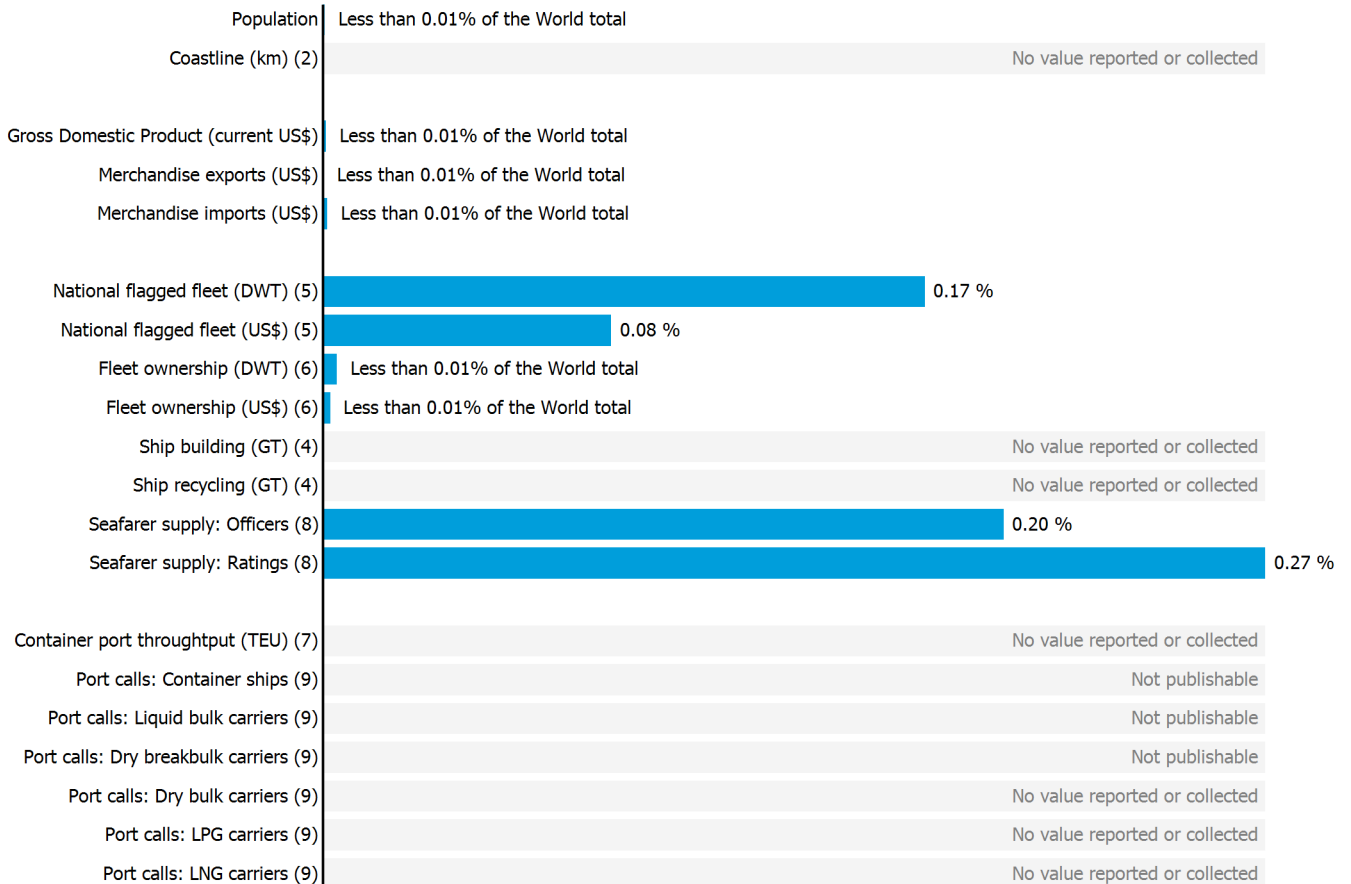 Population Less than 0.01% of the World total
Coastline (km) (2) No value reported or collected
Gross Domestic Product (current US$) Less than 0.01% of the World total
Merchandise exports (US$) Less than 0.01% of the World total
Merchandise imports (US$) Less than 0.01% of the World total
National flagged fleet (DWT) (5) 0.17 %
National flagged fleet (US$) (5) 0.08 %
Fleet ownership (DWT) (6) Less than 0.01% of the World total
Fleet ownership (US$) (6) Less than 0.01% of the World total
Ship building (GT) (4) No value reported or collected
Ship recycling (GT) (4) No value reported or collected
Seafarer supply: Officers (8) 0.20 %
Seafarer supply: Ratings (8) 0.27 %
Container port throughtput (TEU) (7) No value reported or collected
Port calls: Container ships (9) Not publishable
Port calls: Liquid bulk carriers (9) Not publishable
Port calls: Dry breakbulk carriers (9) Not publishable
Port calls: Dry bulk carriers (9) No value reported or collected
Port calls: LPG carriers (9) No value reported or collected
Port calls: LNG carriers (9) No value reported or collected